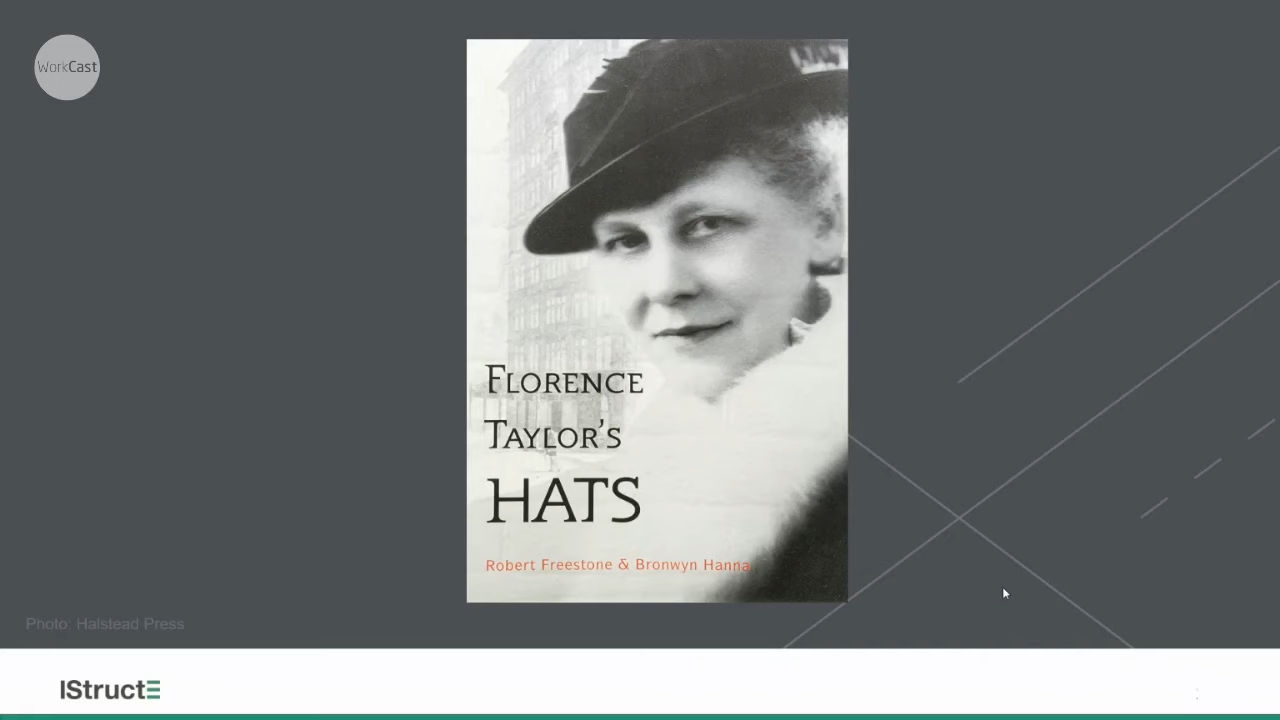 WorkCast
FLORENCE
TAYLOR'S
HATS
Robert Freestone & Bronwyn Hanna
Photo: Halstead Press
IStructE